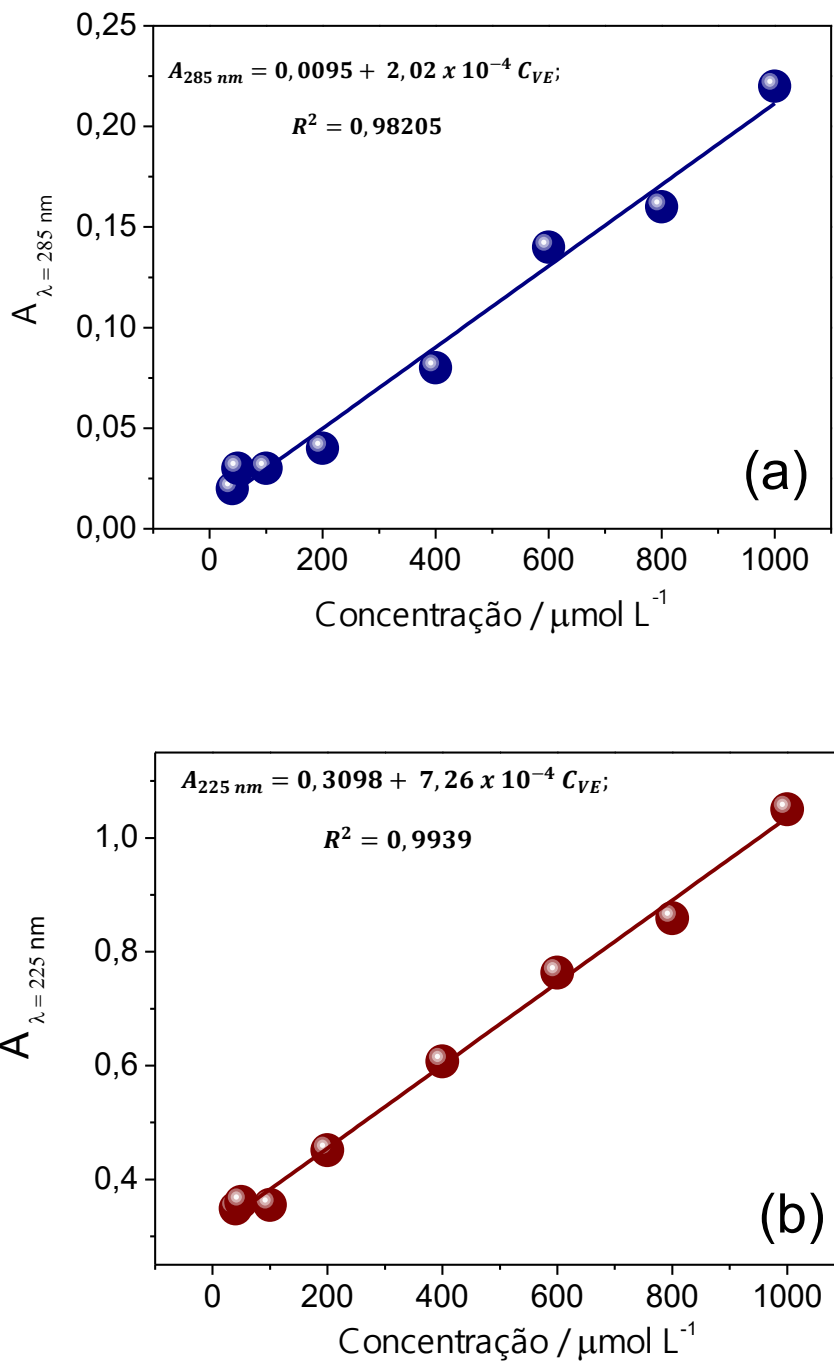 0,25
A285 nm = 0,0095 + 2,02 x 10−4 CVE;
R2 = 0,98205
0,20
0,15
0,10
0,05
0,00
A λ = 285 nm
(a)
0 200 400 600 800 1000
Concentração / μmol L-1
A225 nm = 0,3098 + 7,26 x 10−4 CVE;
R2 = 0,9939
1,0
0,8
0,6
0,4
A λ = 225 nm
(b)
0 200 400 600 800 1000
Concentração / μmol L-1